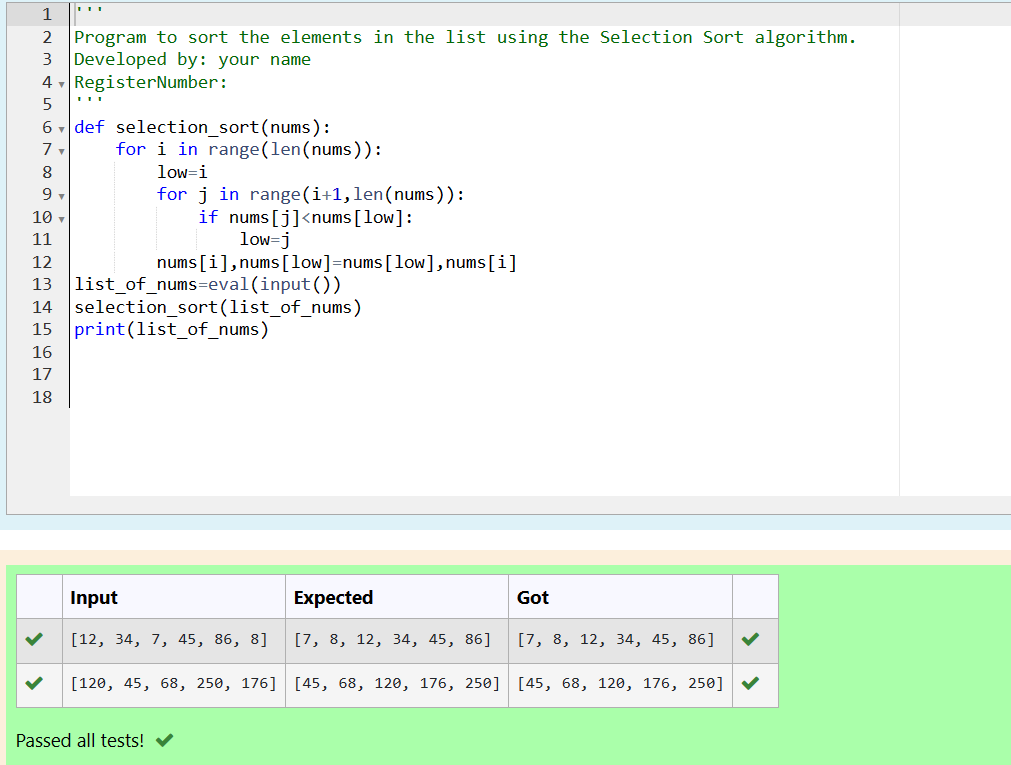 1 '''
2 Program to sort the elements in the list using the Selection Sort algorithm.
3 Developed by: your name
4 RegisterNumber:
5 '''
6 def selection_sort(nums):
7     for i in range(len(nums)):
8         low=i
9         for j in range(i+1,len(nums)):
10             if nums[j]<nums[low]:
11                 low=j
12         nums[i],nums[low]=nums[low],nums[i]
13 list_of_nums=eval(input())
14 selection_sort(list_of_nums)
15 print(list_of_nums)
16
17
18
Input Expected Got
[12, 34, 7, 45, 86, 8] [7, 8, 12, 34, 45, 86] [7, 8, 12, 34, 45, 86]
[120, 45, 68, 250, 176] [45, 68, 120, 176, 250] [45, 68, 120, 176, 250]
Passed all tests!